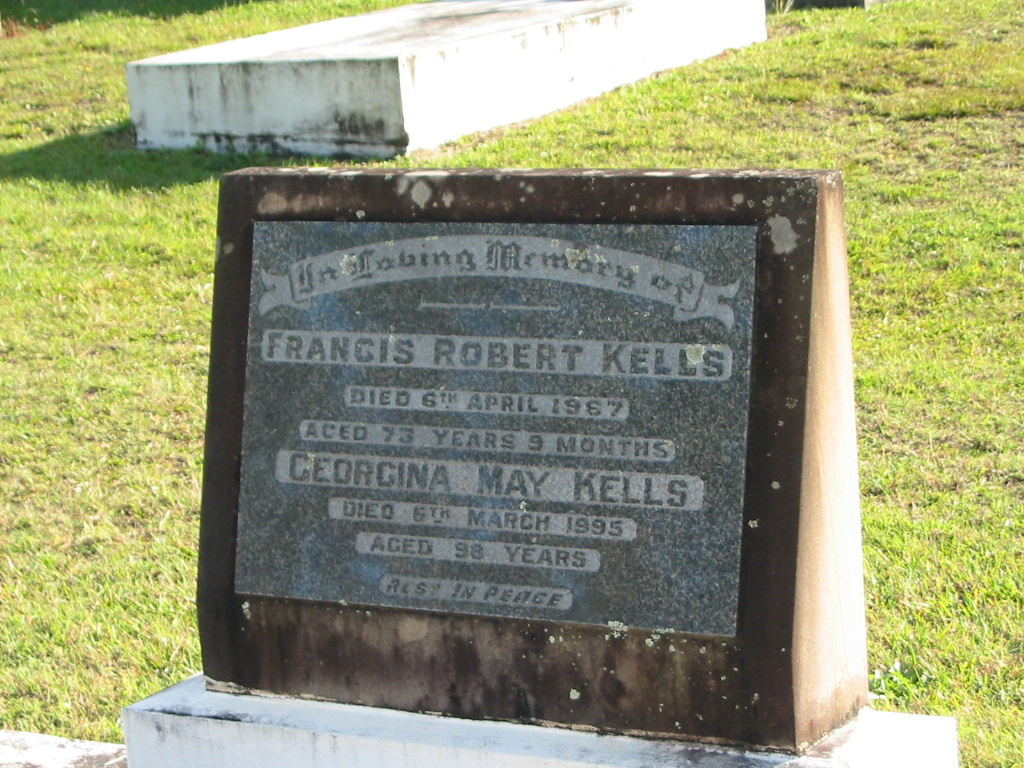 In Loving Memory of
FRANCIS ROBERT KELLS
DIED 6TH APRIL 1967
AGED 73 YEARS 9 MONTHS
GEORGINA MAY KELLS
DIED 6TH MARCH 1995
AGED 98 YEARS
REST IN PEACE